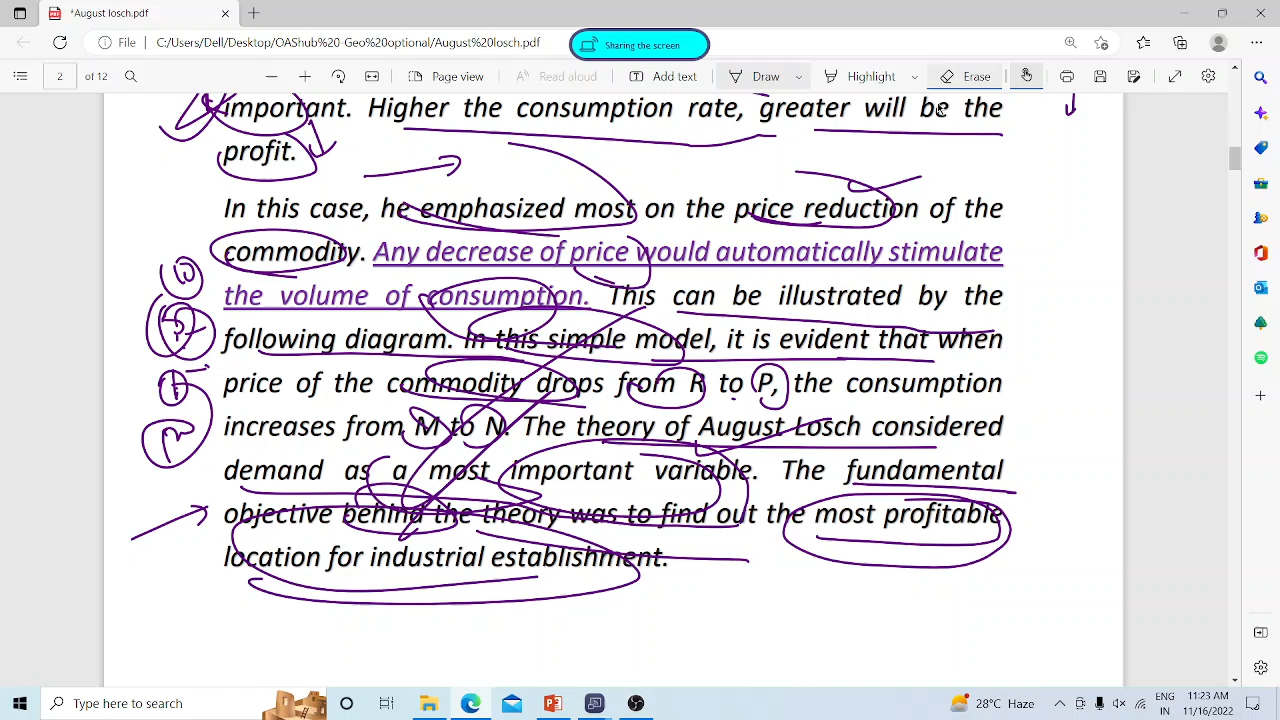 *August losch.pdf
File
C:/Users/Dell/Desktop/OAShub%20-%20Geo%20optional/August%20losch.pdf
Sharing the screen
2 of 12
Page view
Read aloud
Add text
Draw
Highlight
Erase
important. Higher the consumption rate, greater will be the
profit.
In this case, he emphasized most on the price reduction of the
commodity. Any decrease of price would automatically stimulate
the volume of consumption. This can be illustrated by the
following diagram. In this simple model, it is evident that when
price of the commodity drops from R to P, the consumption
increases from M to N. The theory of August Losch considered
demand as a most important variable. The fundamental
objective behind the theory was to find out the most profitable
location for industrial establishment.
Type here to search
28°C Haze
ENG
IN
11:23 AM
11/16/2022